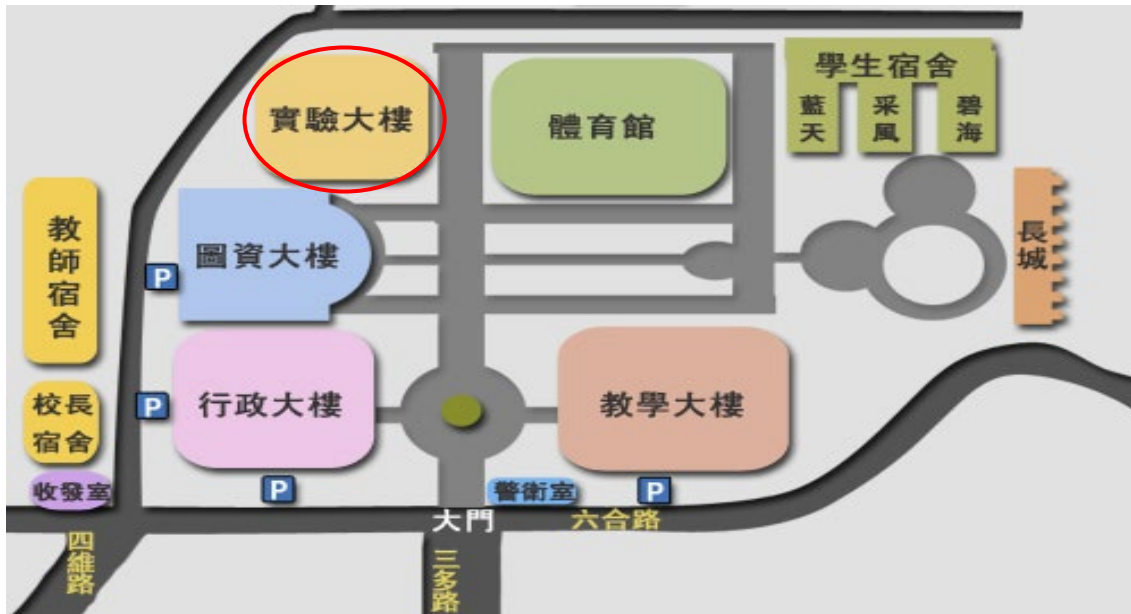 實驗大樓
體育館
學生宿舍
藍天
采風
碧海
教師宿舍
圖資大樓
長城
P
行政大樓
教學大樓
P
校長
宿舍
收發室
P
警衛室
P
大門
六合路
四維路
三多路